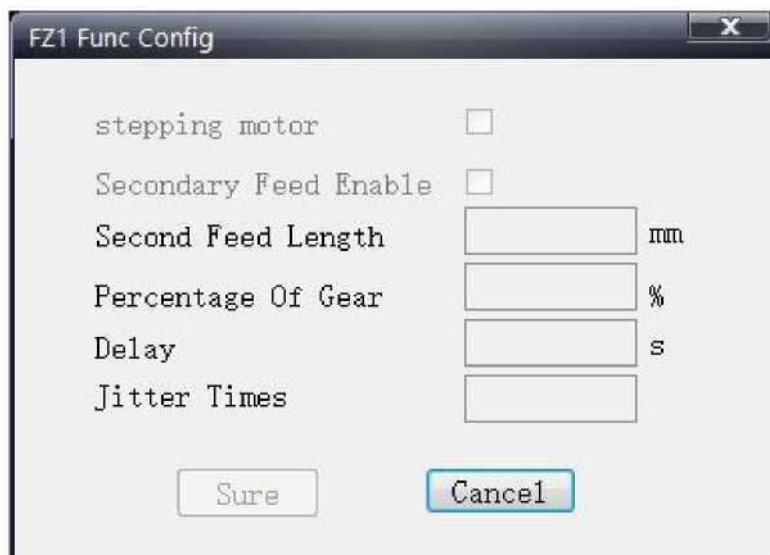 FZ1 Func Config
X
stepping motor
Secondary Feed Enable
Second Feed Length mm
Percentage Of Gear %
Delay s
Jitter Times
Sure Cancel